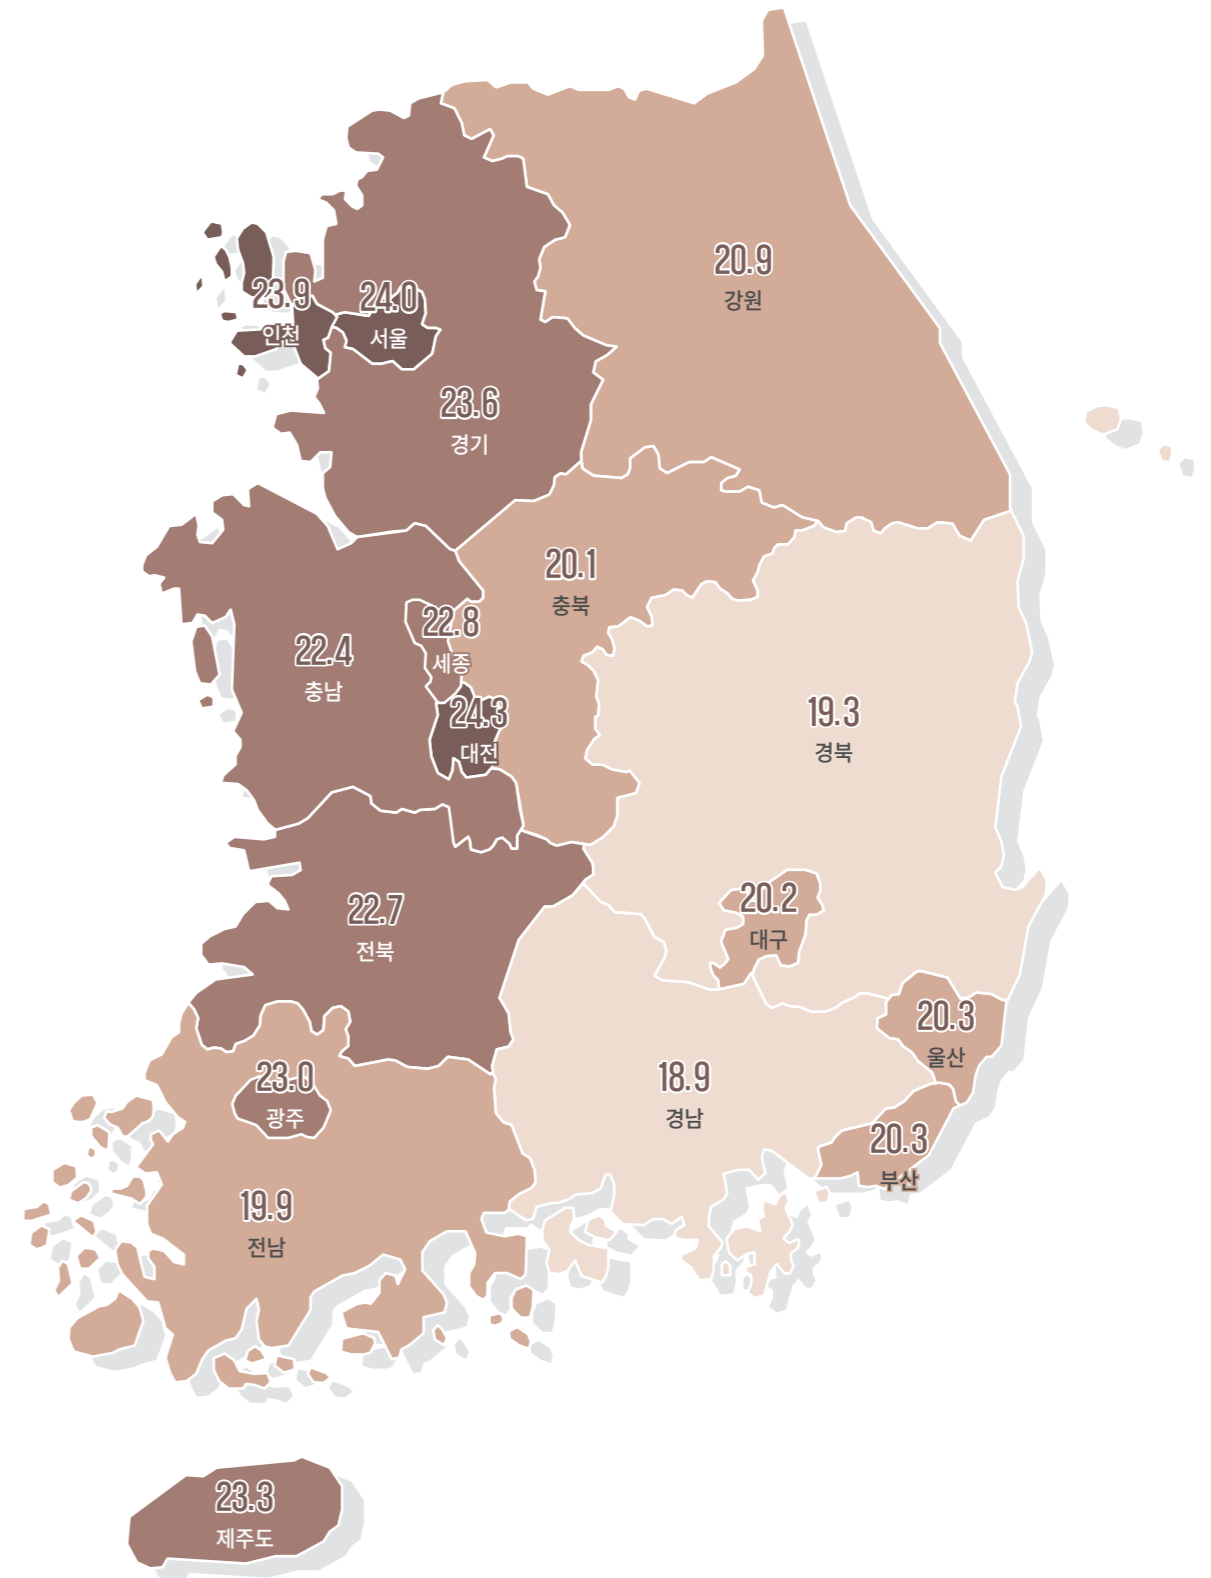 20.9
강원
23.9
인천
24.0
서울
23.6
경기
20.1
충북
22.8
세종
22.4
충남
24.3
대전
19.3
경북
20.2
대구
22.7
전북
20.3
울산
23.0
광주
18.9
경남
20.3
부산
19.9
전남
23.3
제주도